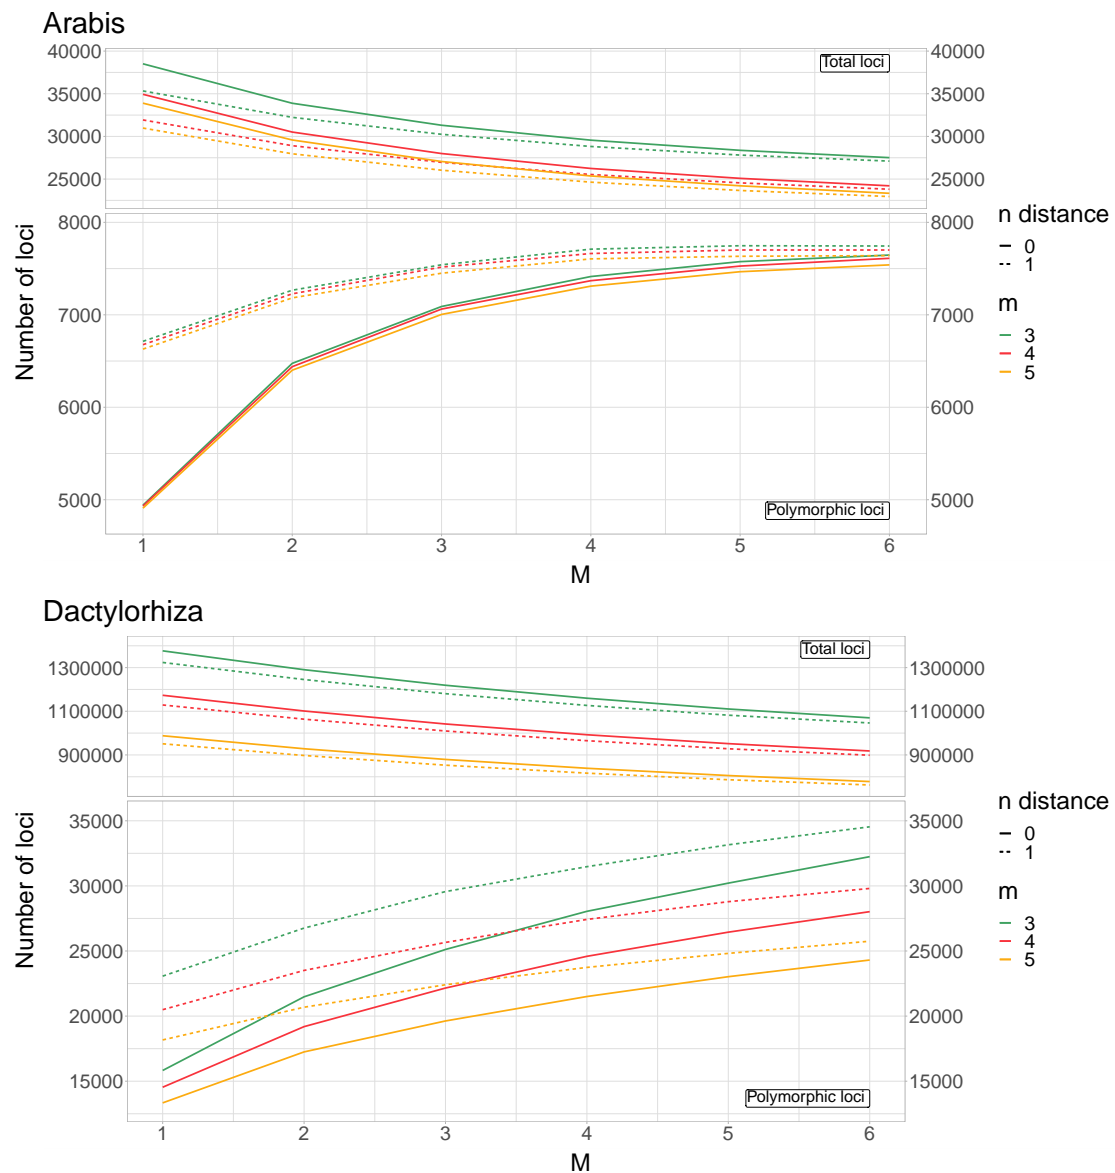 Arabis
40000 40000
Total loci
35000 35000
30000 30000
25000 25000
8000 8000
7000 7000
6000 6000
5000 5000
Polymorphic loci
Number of loci
1 2 3 4 5 6
M
n distance
0
1
m
3
4
5
Dactylorhiza
Total loci
1300000 1300000
1100000 1100000
900000 900000
35000 35000
30000 30000
25000 25000
20000 20000
15000 15000
Polymorphic loci
Number of loci
1 2 3 4 5 6
M
n distance
0
1
m
3
4
5